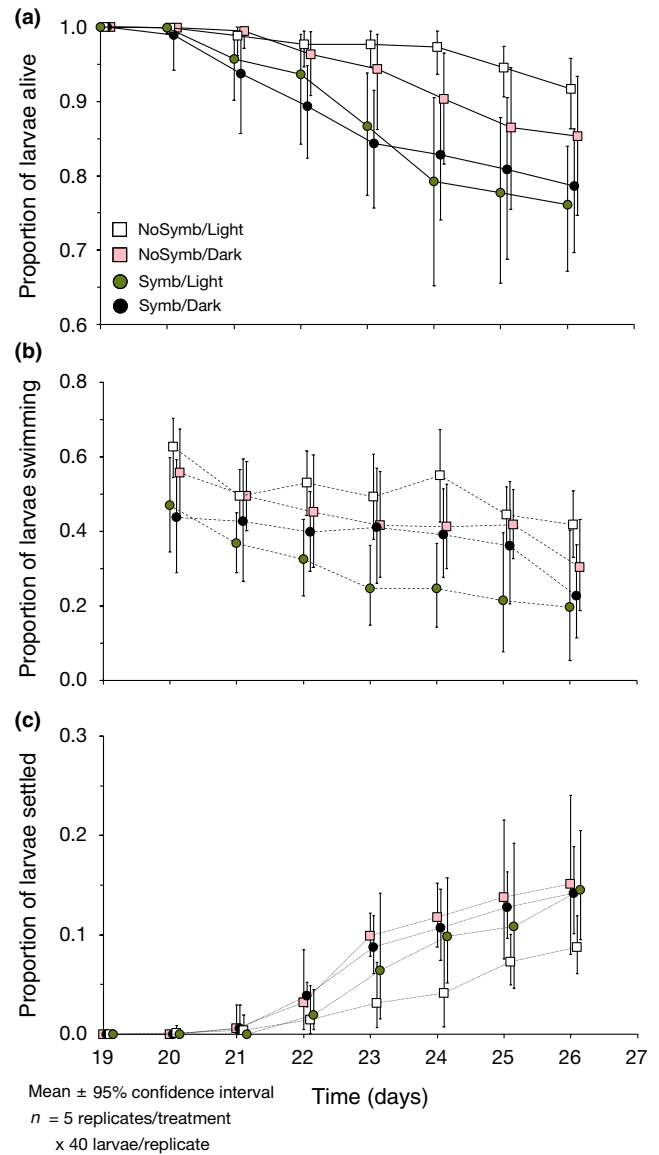 (a)
Proportion of larvae alive
1.0
0.9
0.8
0.7
0.6
NoSymb/Light
NoSymb/Dark
Symb/Light
Symb/Dark
(b)
Proportion of larvae swimming
0.8
0.6
0.4
0.2
0.0
(c)
Proportion of larvae settled
0.3
0.2
0.1
0.0
19 20 21 22 23 24 25 26 27
Time (days)
Mean ± 95% confidence interval
n = 5 replicates/treatment
x 40 larvae/replicate